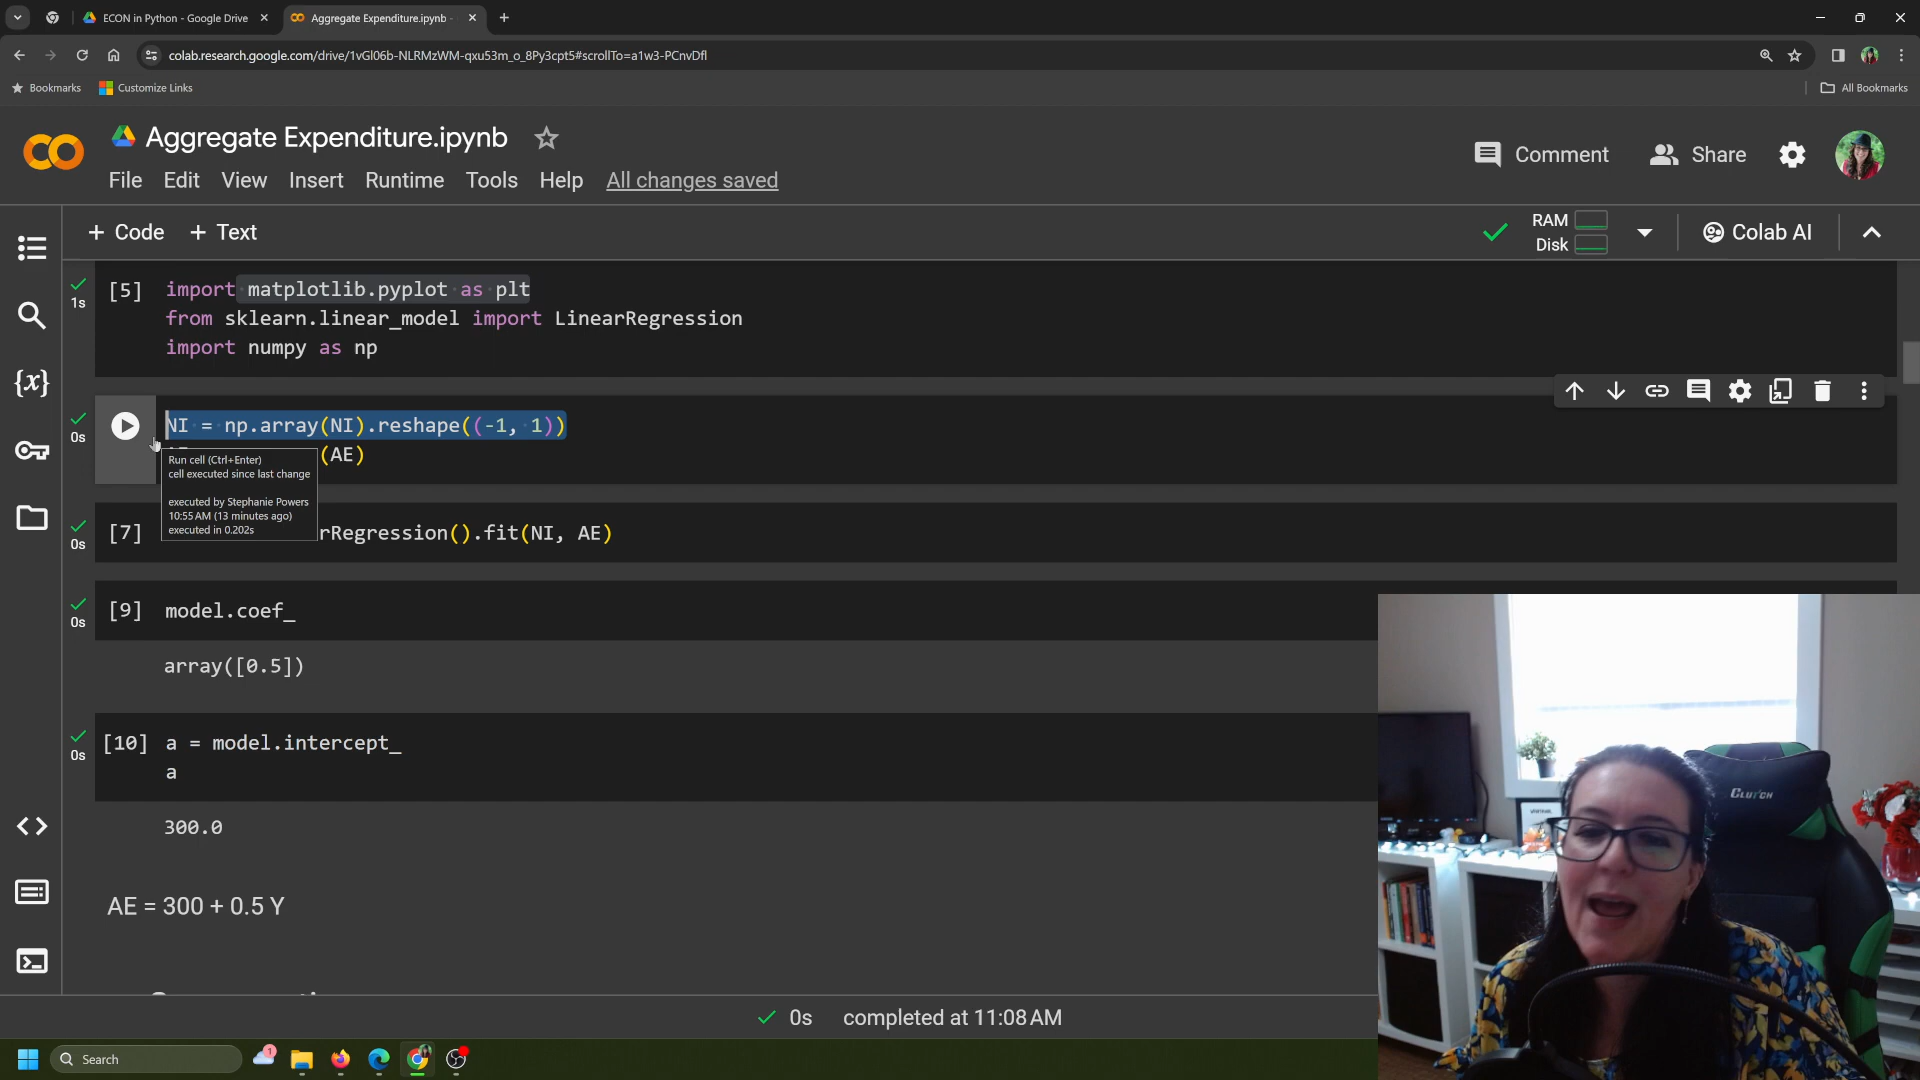 ECON in Python - Google Drive
Aggregate Expenditure.ipynb -
colab.research.google.com/drive/1vGl06b-NLRMzWM-qxu53m_o_8Py3cpt5#scrollTo=a1w3-PCnvDfl
Bookmarks
Customize Links
All Bookmarks
Aggregate Expenditure.ipynb
Comment
Share
File Edit View Insert Runtime Tools Help All changes saved
+ Code + Text
RAM
Disk
Colab AI
1s
[5] import matplotlib.pyplot as plt
from sklearn.linear_model import LinearRegression
import numpy as np
0s
NI = np.array(NI).reshape((-1, 1))
(AE)
Run cell (Ctrl+Enter)
cell executed since last change
executed by Stephanie Powers
10:55 AM (13 minutes ago)
executed in 0.202s
0s
[7] rRegression().fit(NI, AE)
0s
[9] model.coef_
array([0.5])
0s
[10] a = model.intercept_
a
300.0
AE = 300 + 0.5 Y
0s completed at 11:08 AM
Search
1
CLUTCH